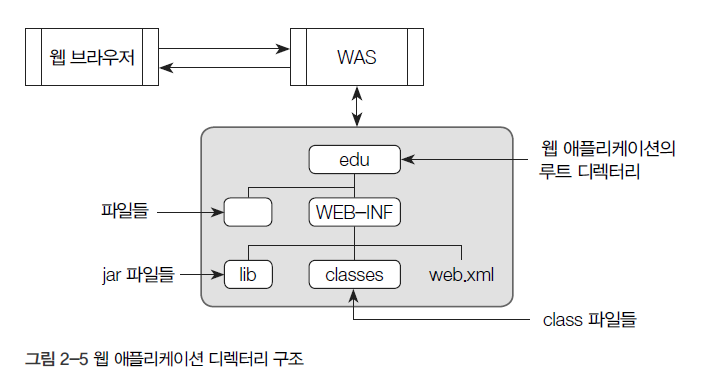 웹 브라우저
WAS
edu
웹 애플리케이션의
루트 디렉터리
파일들
WEB-INF
jar 파일들
lib
classes
web.xml
class 파일들
그림 2-5 웹 애플리케이션 디렉터리 구조